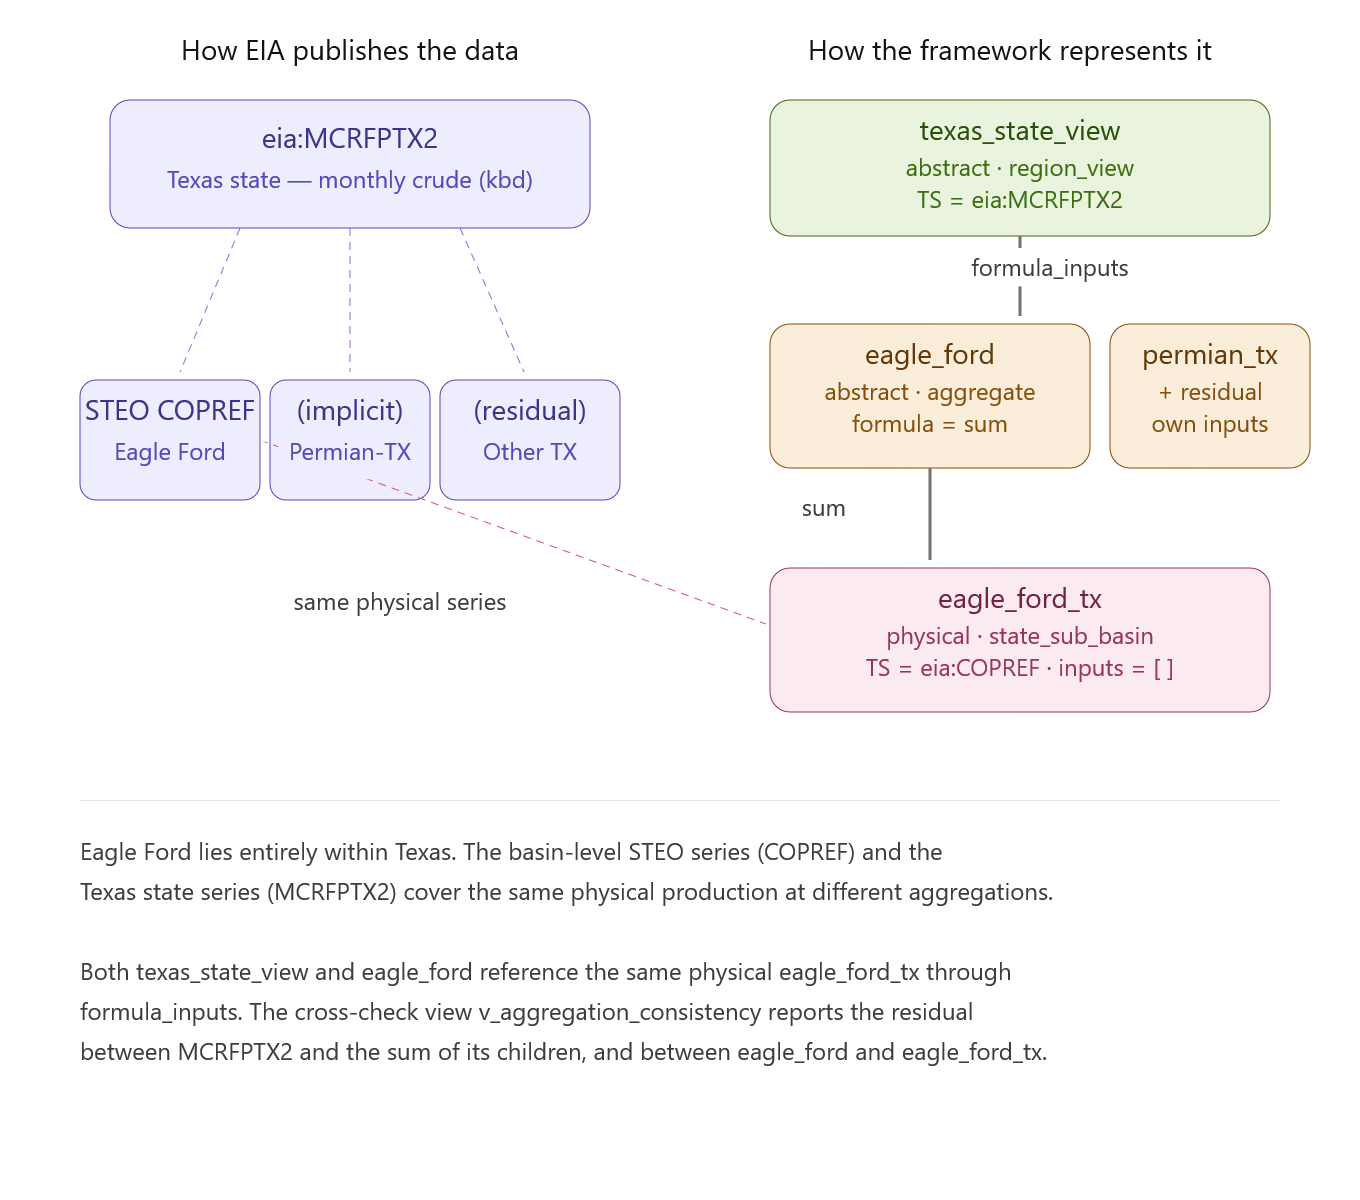 How EIA publishes the data
How the framework represents it
eia:MCRFPTX2
Texas state — monthly crude (kbd)
texas_state_view
abstract · region_view
TS = eia:MCRFPTX2
formula_inputs
STEO COPREF
Eagle Ford
(implicit)
Permian-TX
(residual)
Other TX
eagle_ford
abstract · aggregate
formula = sum
permian_tx
+ residual
own inputs
sum
same physical series
eagle_ford_tx
physical · state_sub_basin
TS = eia:COPREF · inputs = [ ]
Eagle Ford lies entirely within Texas. The basin-level STEO series (COPREF) and the
Texas state series (MCRFPTX2) cover the same physical production at different aggregations.
Both texas_state_view and eagle_ford reference the same physical eagle_ford_tx through
formula_inputs. The cross-check view v_aggregation_consistency reports the residual
between MCRFPTX2 and the sum of its children, and between eagle_ford and eagle_ford_tx.